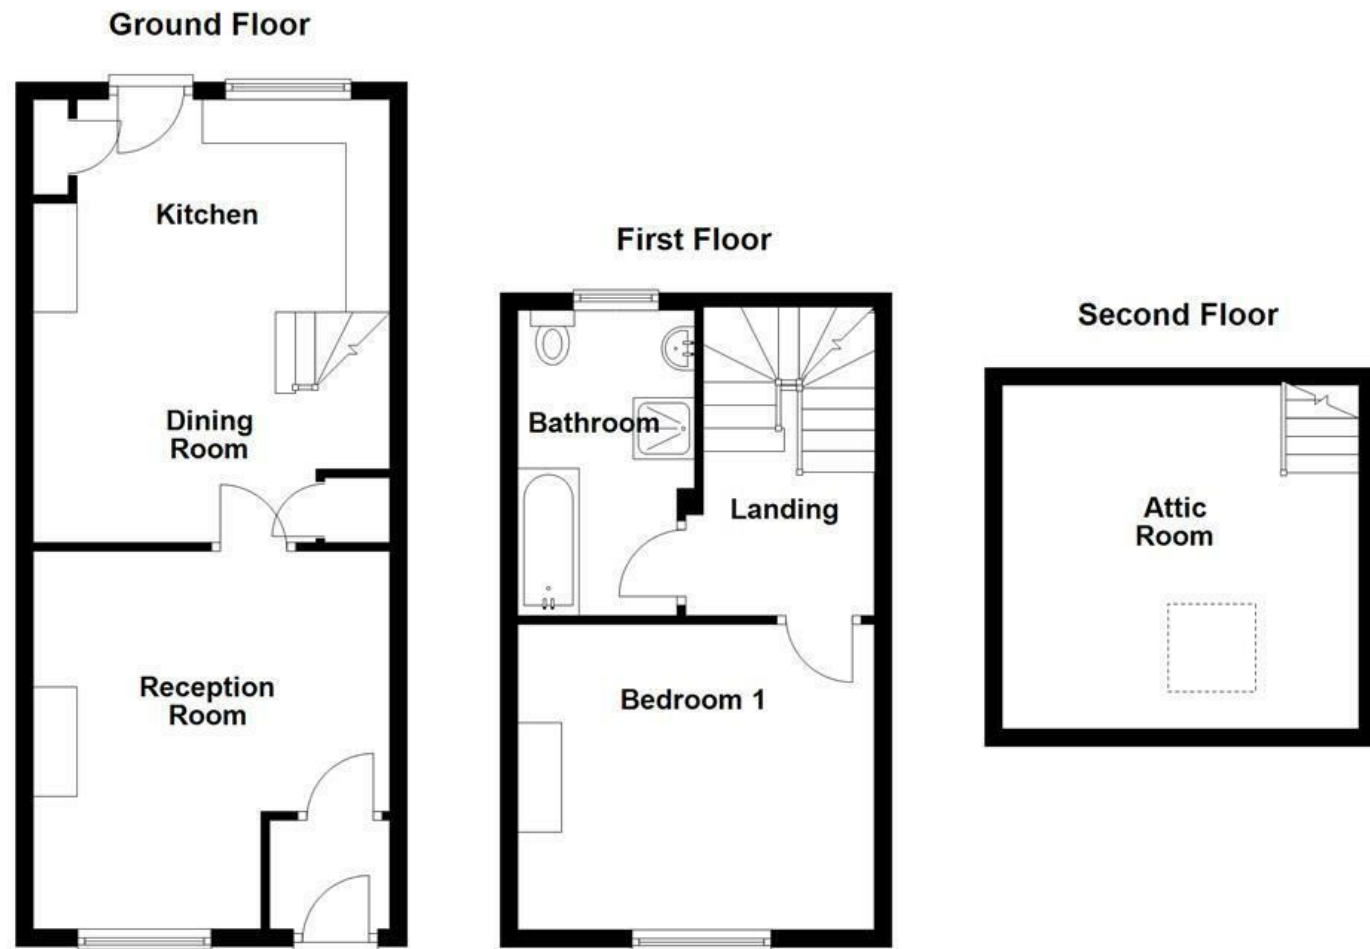 Ground Floor
Kitchen
Dining
Room
Reception
Room
First Floor
Bathroom
Landing
Bedroom 1
Second Floor
Attic
Room